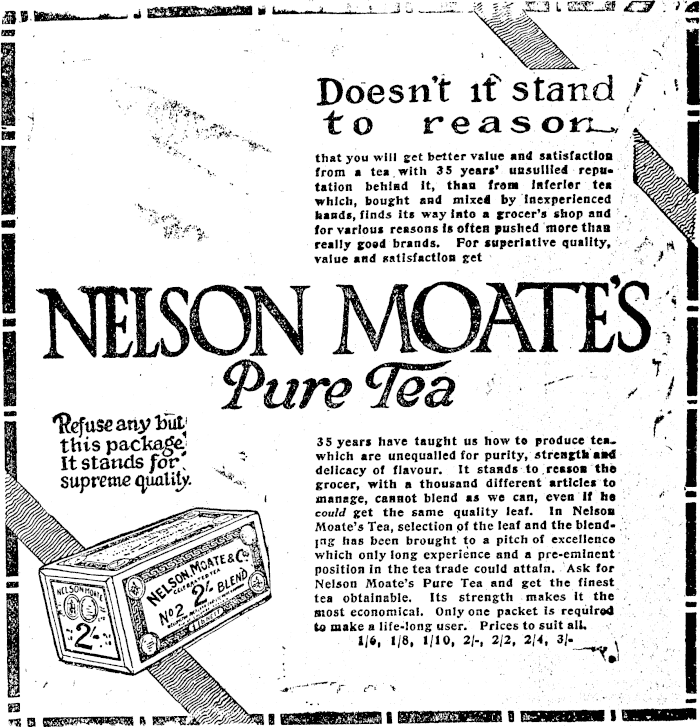 Doesn't it stand
to reason
that you will get better value and satisfaction
from a tea with 35 years' unsullied repu-
tation behind it, than from inferior tea
which, bought and mixed by inexperienced
hands, finds its way into a grocer's shop and
for various reasons is often pushed more than
really good brands. For superlative quality,
value and satisfaction get
NELSON MOATE'S
Pure Tea
Refuse any but
this package
It stands for
supreme quality.
35 years have taught us how to produce tea
which are unequalled for purity, strength and
delicacy of flavour. It stands to reason the
grocer, with a thousand different articles to
manage, cannot blend as we can, even if he
could get the same quality leaf. In Nelson
Moate's Tea, selection of the leaf and the blend-
ing has been brought to a pitch of excellence
which only long experience and a pre-eminent
position in the tea trade could attain. Ask for
Nelson Moate's Pure Tea and get the finest
tea obtainable. Its strength makes it the
most economical. Only one packet is required
to make a life-long user. Prices to suit all.
1/6, 1/8, 1/10, 2/-, 2/2, 2/4, 3/-
NELSON, MOATE & Co
CELEBRATED TEA
No 2 2/- BLEND
NELSON MOATE
2/-